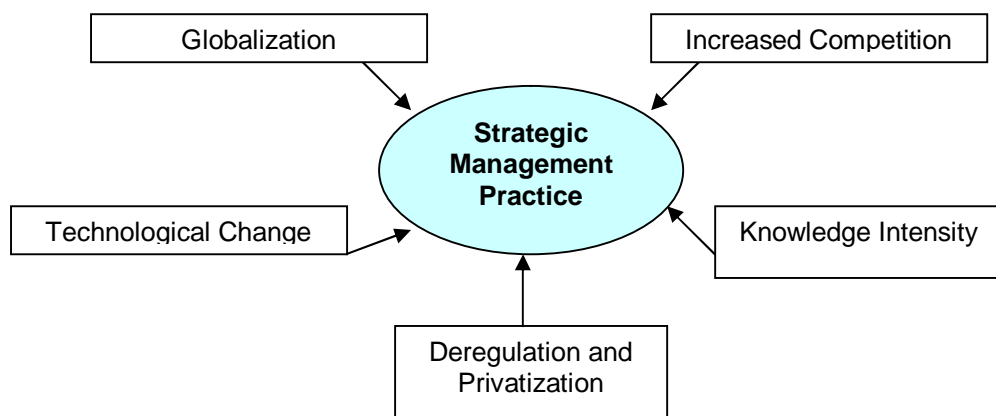 Globalization
Increased Competition
Strategic
Management
Practice
Technological Change
Knowledge Intensity
Deregulation and
Privatization